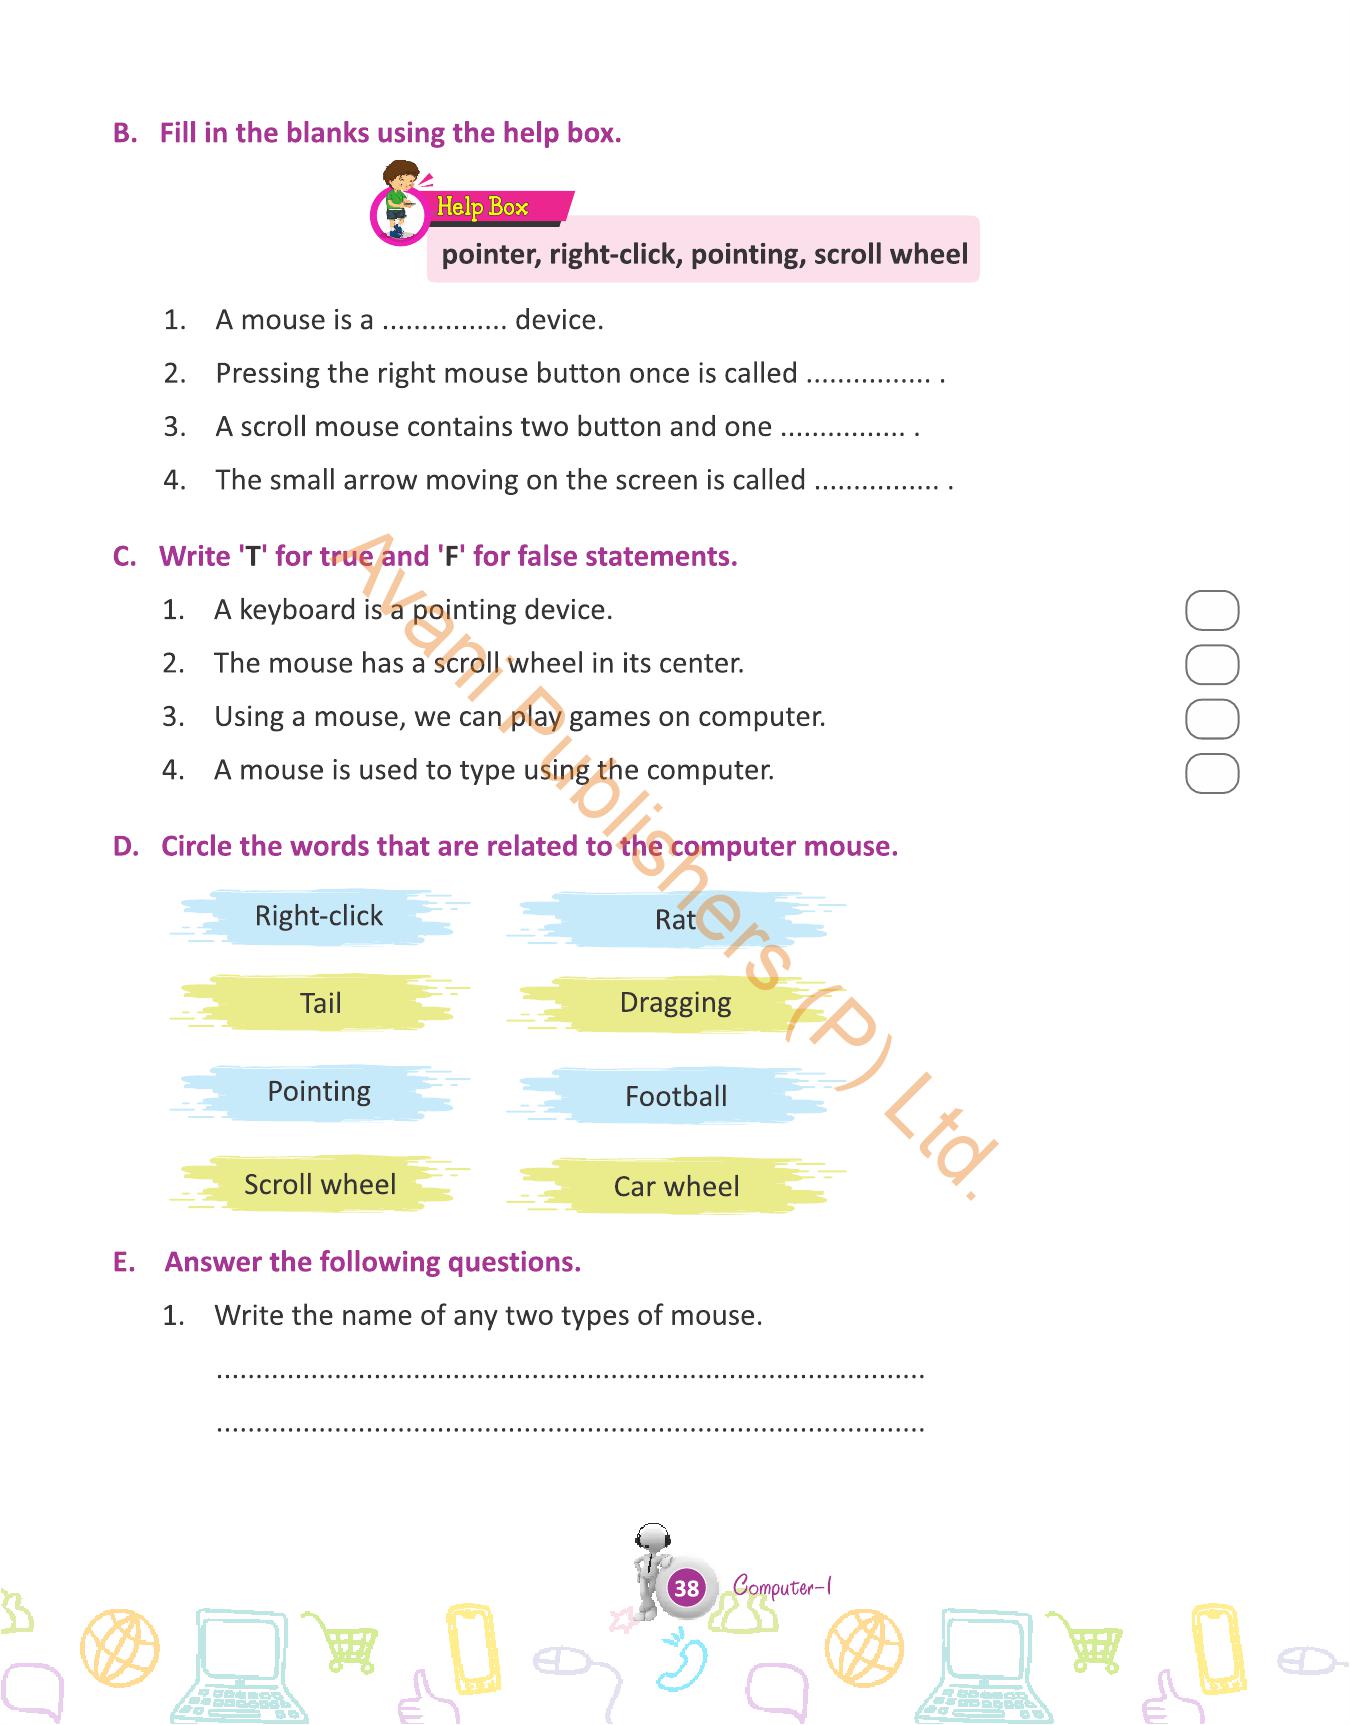 B. Fill in the blanks using the help box.
Help Box
pointer, right-click, pointing, scroll wheel
1. A mouse is a ................ device.
2. Pressing the right mouse button once is called ................ .
3. A scroll mouse contains two button and one ................ .
4. The small arrow moving on the screen is called ................ .
C. Write 'T' for true and 'F' for false statements.
1. A keyboard is a pointing device.
2. The mouse has a scroll wheel in its center.
3. Using a mouse, we can play games on computer.
4. A mouse is used to type using the computer.
D. Circle the words that are related to the computer mouse.
Right-click Rat
Tail Dragging
Pointing Football
Scroll wheel Car wheel
E. Answer the following questions.
1. Write the name of any two types of mouse.
..........................................................................................
..........................................................................................
38 Computer-1
Avani Publishers (P) Ltd.